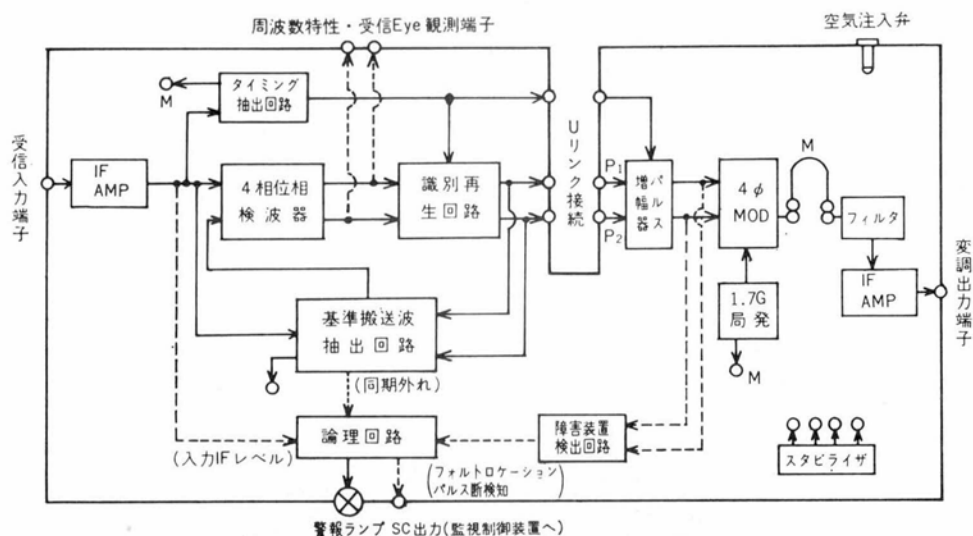 周波数特性・受信Eye観測端子
空気注入弁
受信入力端子
IF
AMP
M
タイミング
抽出回路
4相位相
検波器
識別再
生回路
Uリンク接続
P1
P2
パルス
増幅器
4φ
MOD
M
フィルタ
IF
AMP
変調出力端子
1.7G
局発
M
基準搬送波
抽出回路
(同期外れ)
論理回路
(入力IFレベル)
障害装置
検出回路
(フォルトロケーション
パルス断検知)
スタビライザ
警報ランプ SC出力(監視制御装置へ)